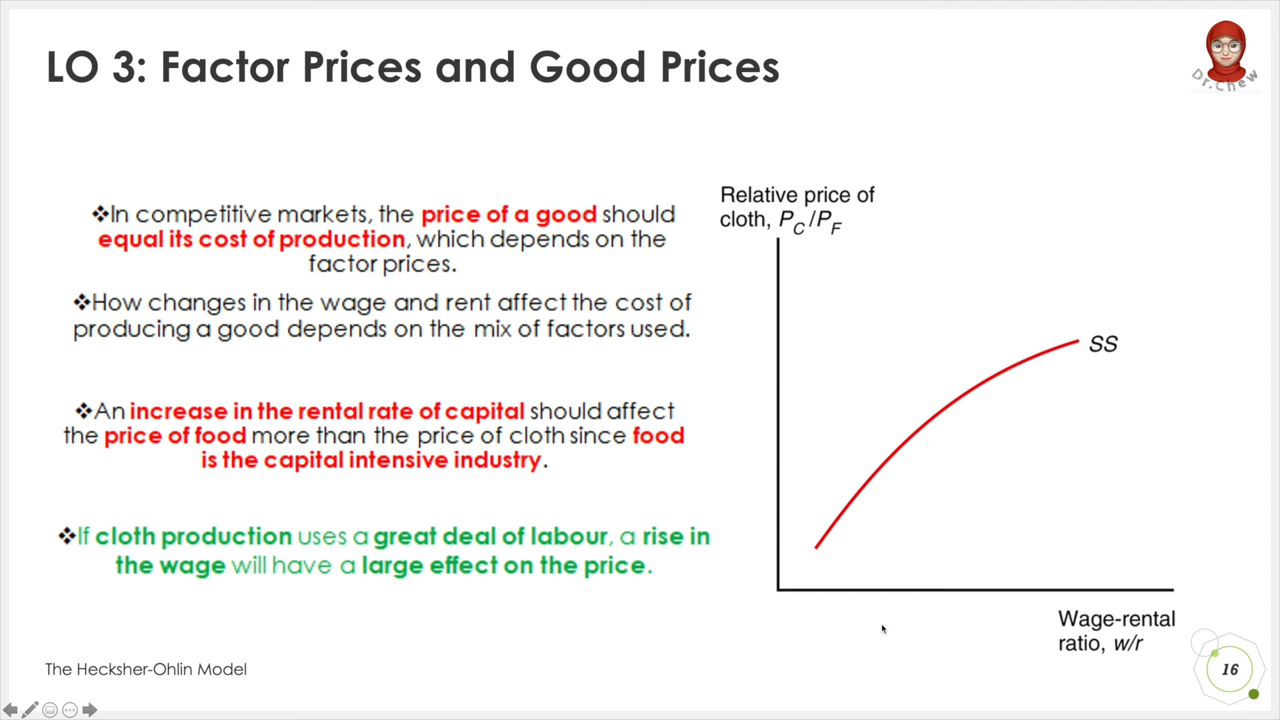 LO 3: Factor Prices and Good Prices
Dr.Chew
❖In competitive markets, the price of a good should
equal its cost of production, which depends on the
factor prices.
❖How changes in the wage and rent affect the cost of
producing a good depends on the mix of factors used.
❖An increase in the rental rate of capital should affect
the price of food more than the price of cloth since food
is the capital intensive industry.
❖If cloth production uses a great deal of labour, a rise in
the wage will have a large effect on the price.
Relative price of
cloth, PC/PF
SS
Wage-rental
ratio, w/r
The Hecksher-Ohlin Model
16